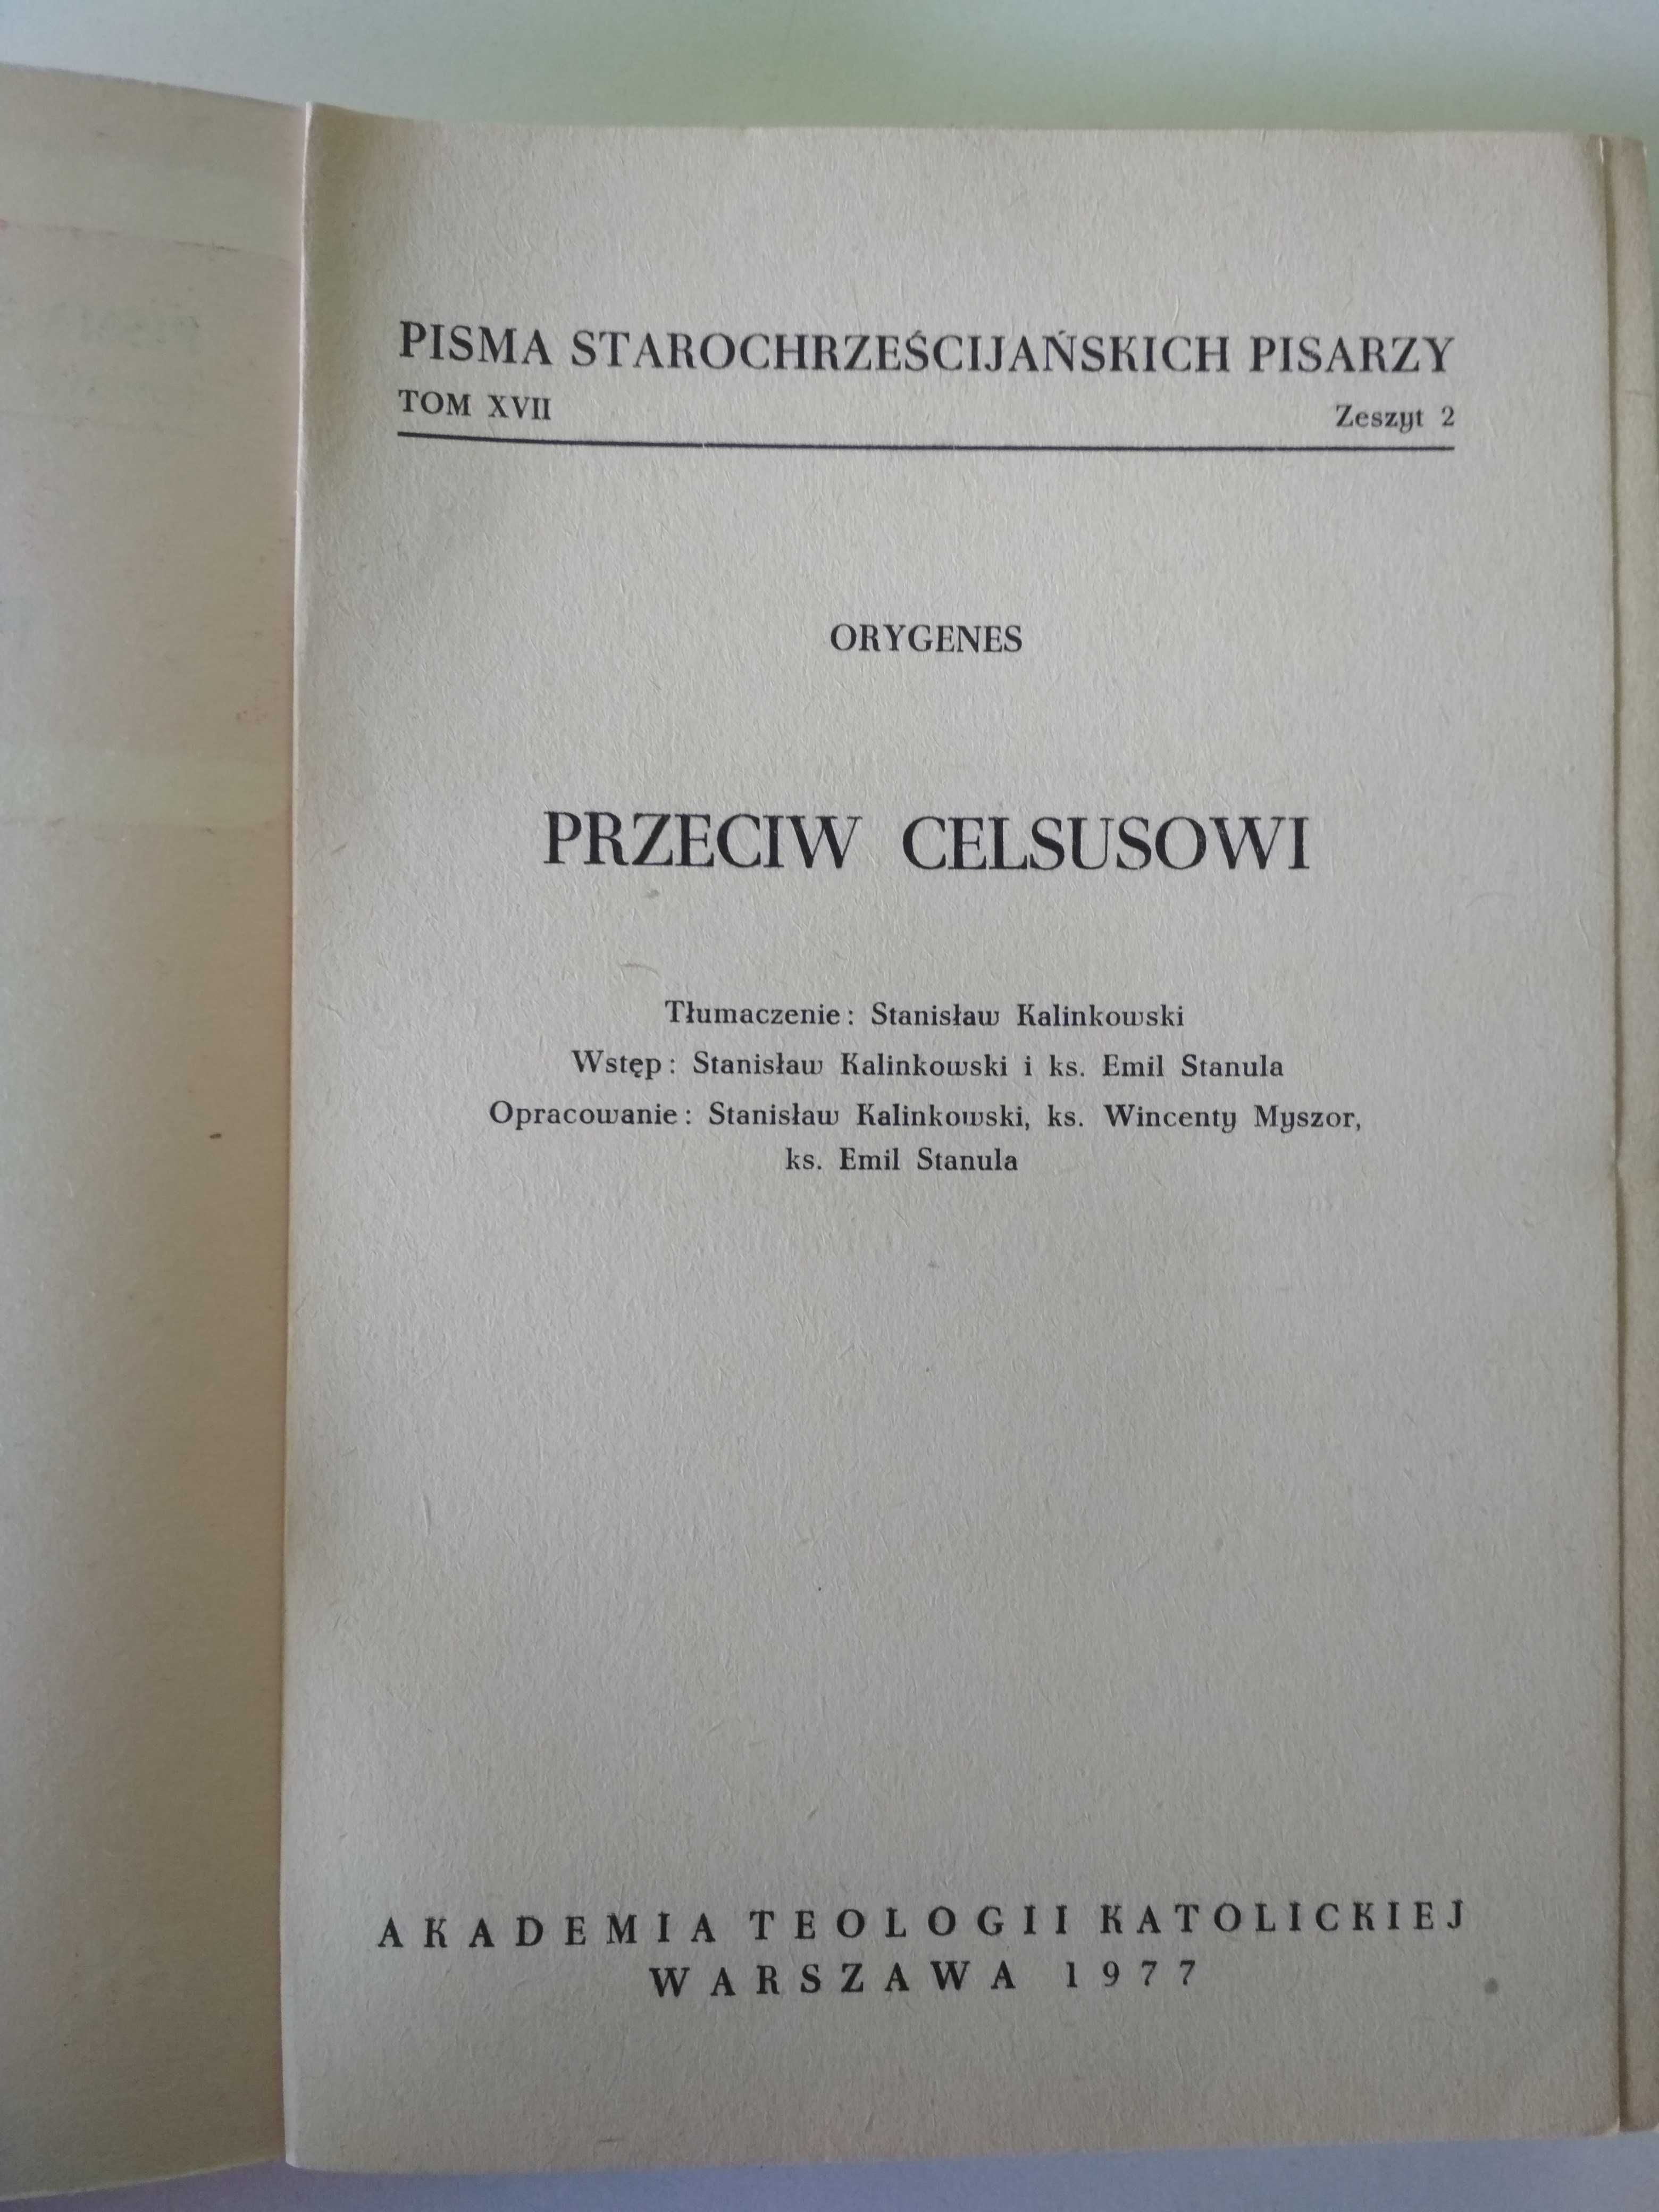 PISMA STAROCHRZEŚCIJAŃSKICH PISARZY
TOM XVII Zeszyt 2
ORYGENES
PRZECIW CELSUSOWI
Tłumaczenie: Stanisław Kalinkowski
Wstęp: Stanisław Kalinkowski i ks. Emil Stanula
Opracowanie: Stanisław Kalinkowski, ks. Wincenty Myszor,
ks. Emil Stanula
AKADEMIA TEOLOGII KATOLICKIEJ
WARSZAWA 1977